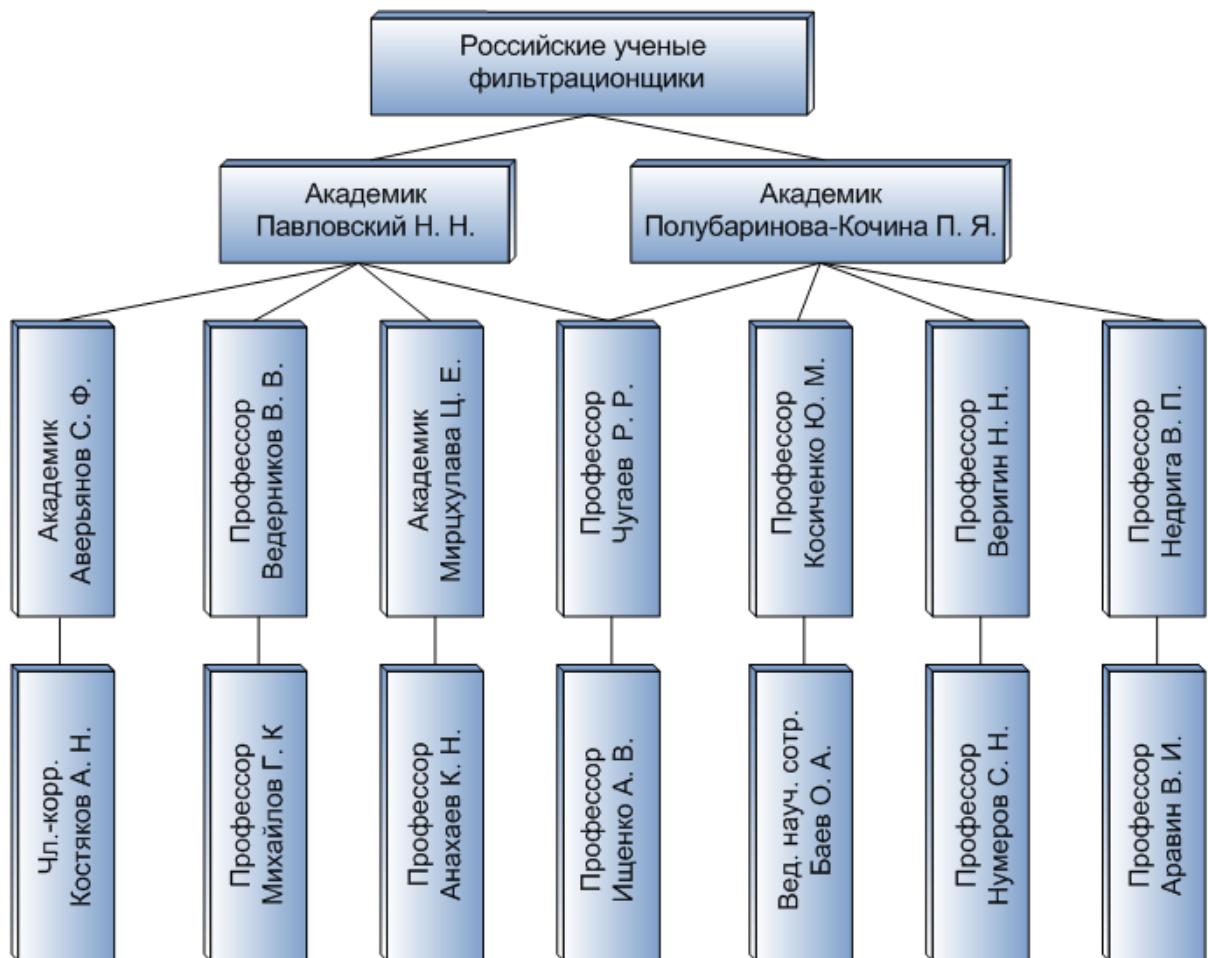 Российские ученые
фильтрационщики
Академик
Павловский Н. Н.
Академик
Полубаринова-Кочина П. Я.
Академик
Аверьянов С. Ф.
Профессор
Ведерников В. В.
Академик
Мирцхулава Ц. Е.
Профессор
Чугаев Р. Р.
Профессор
Косиченко Ю. М.
Профессор
Веригин Н. Н.
Профессор
Недрига В. П.
Чл.-корр.
Костяков А. Н.
Профессор
Михайлов Г. К
Профессор
Анахаев К. Н.
Профессор
Ищенко А. В.
Вед. науч. сотр.
Баев О. А.
Профессор
Нумеров С. Н.
Профессор
Аравин В. И.